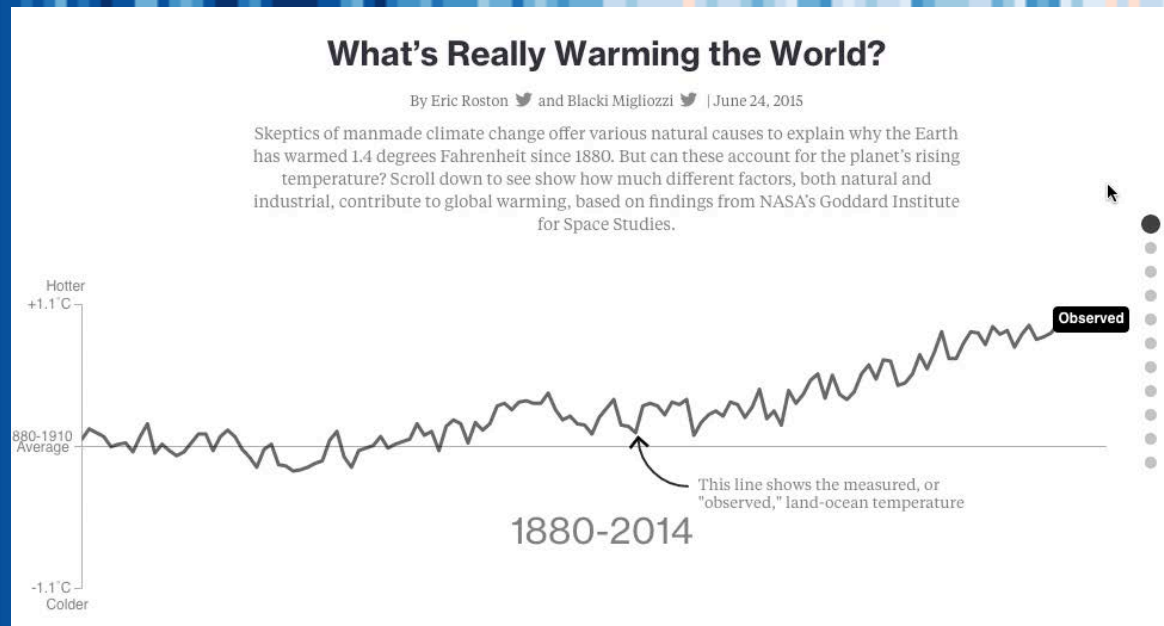 What's Really Warming the World?
By Eric Roston and Blacki Migliozzi | June 24, 2015
Skeptics of manmade climate change offer various natural causes to explain why the Earth
has warmed 1.4 degrees Fahrenheit since 1880. But can these account for the planet's rising
temperature? Scroll down to see show how much different factors, both natural and
industrial, contribute to global warming, based on findings from NASA's Goddard Institute
for Space Studies.
Hotter
+1.1°C
Observed
880-1910
Average
This line shows the measured, or
"observed," land-ocean temperature
1880-2014
-1.1°C
Colder